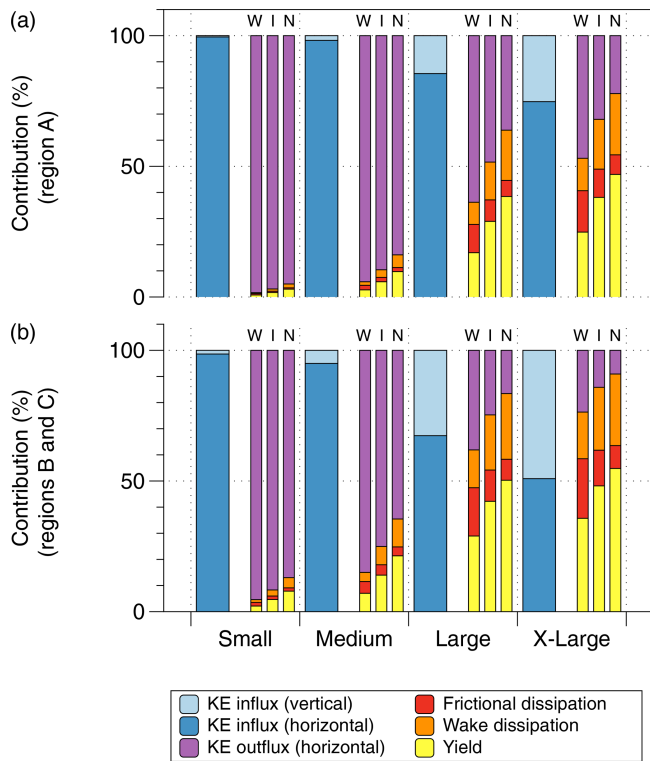 (a)
W I N W I N W I N W I N
100
50
0
Contribution (%)
(region A)
(b)
W I N W I N W I N W I N
100
50
0
Contribution (%)
(regions B and C)
Small Medium Large X-Large
KE influx (vertical) Frictional dissipation
KE influx (horizontal) Wake dissipation
KE outflux (horizontal) Yield